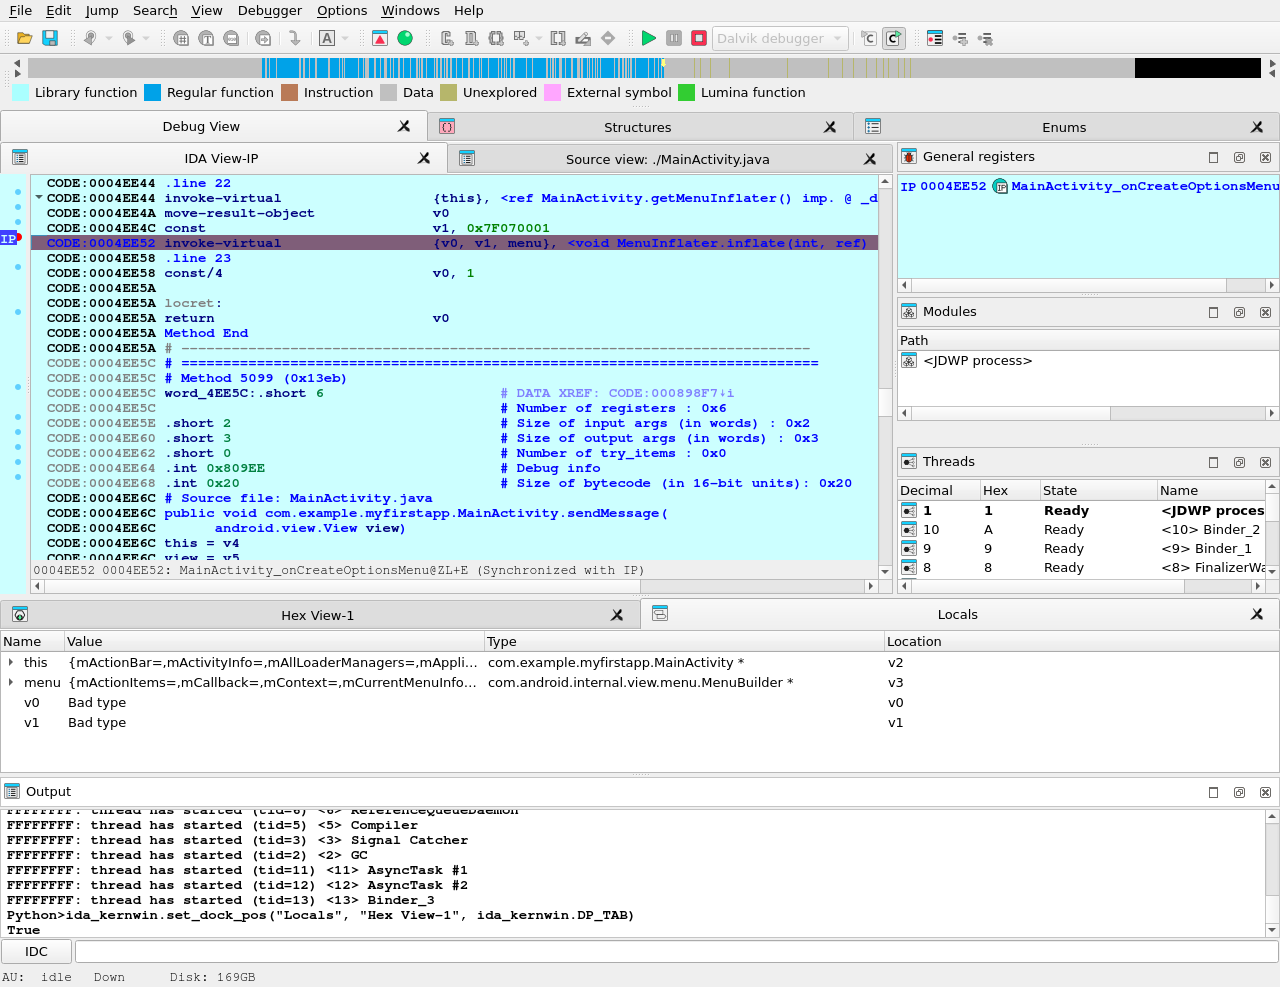 File Edit Jump Search View Debugger Options Windows Help
Dalvik debugger
Library function Regular function Instruction Data Unexplored External symbol Lumina function
Debug View Structures Enums
IDA View-IP Source view: ./MainActivity.java
CODE:0004EE44 .line 22
CODE:0004EE44 invoke-virtual {this}, <ref MainActivity.getMenuInflater() imp. @ _d
CODE:0004EE4A move-result-object v0
CODE:0004EE4C const v1, 0x7F070001
IP CODE:0004EE52 invoke-virtual {v0, v1, menu}, <void MenuInflater.inflate(int, ref)
CODE:0004EE58 .line 23
CODE:0004EE58 const/4 v0, 1
CODE:0004EE5A
CODE:0004EE5A locret:
CODE:0004EE5A return v0
CODE:0004EE5A Method End
CODE:0004EE5A # ---------------------------------------------------------------------------
CODE:0004EE5C # ============================================================================
CODE:0004EE5C # Method 5099 (0x13eb)
CODE:0004EE5C word_4EE5C:.short 6 # DATA XREF: CODE:000898F7↓i
CODE:0004EE5C # Number of registers : 0x6
CODE:0004EE5E .short 2 # Size of input args (in words) : 0x2
CODE:0004EE60 .short 3 # Size of output args (in words) : 0x3
CODE:0004EE62 .short 0 # Number of try_items : 0x0
CODE:0004EE64 .int 0x809EE # Debug info
CODE:0004EE68 .int 0x20 # Size of bytecode (in 16-bit units): 0x20
CODE:0004EE6C # Source file: MainActivity.java
CODE:0004EE6C public void com.example.myfirstapp.MainActivity.sendMessage(
CODE:0004EE6C android.view.View view)
CODE:0004EE6C this = v4
CODE:0004EE6C view = v5
0004EE52 0004EE52: MainActivity_onCreateOptionsMenu@ZL+E (Synchronized with IP)
General registers
IP 0004EE52 MainActivity_onCreateOptionsMenu
Modules
Path
<JDWP process>
Threads
Decimal Hex State Name
1 1 Ready <JDWP proces
10 A Ready <10> Binder_2
9 9 Ready <9> Binder_1
8 8 Ready <8> FinalizerWa
Hex View-1 Locals
Name Value Type Location
this {mActionBar=,mActivityInfo=,mAllLoaderManagers=,mAppli... com.example.myfirstapp.MainActivity * v2
menu {mActionItems=,mCallback=,mContext=,mCurrentMenuInfo... com.android.internal.view.menu.MenuBuilder * v3
v0 Bad type v0
v1 Bad type v1
Output
FFFFFFFF: thread has started (tid=6) <6> ReferenceQueueDaemon
FFFFFFFF: thread has started (tid=5) <5> Compiler
FFFFFFFF: thread has started (tid=3) <3> Signal Catcher
FFFFFFFF: thread has started (tid=2) <2> GC
FFFFFFFF: thread has started (tid=11) <11> AsyncTask #1
FFFFFFFF: thread has started (tid=12) <12> AsyncTask #2
FFFFFFFF: thread has started (tid=13) <13> Binder_3
Python>ida_kernwin.set_dock_pos("Locals", "Hex View-1", ida_kernwin.DP_TAB)
True
IDC
AU: idle Down Disk: 169GB